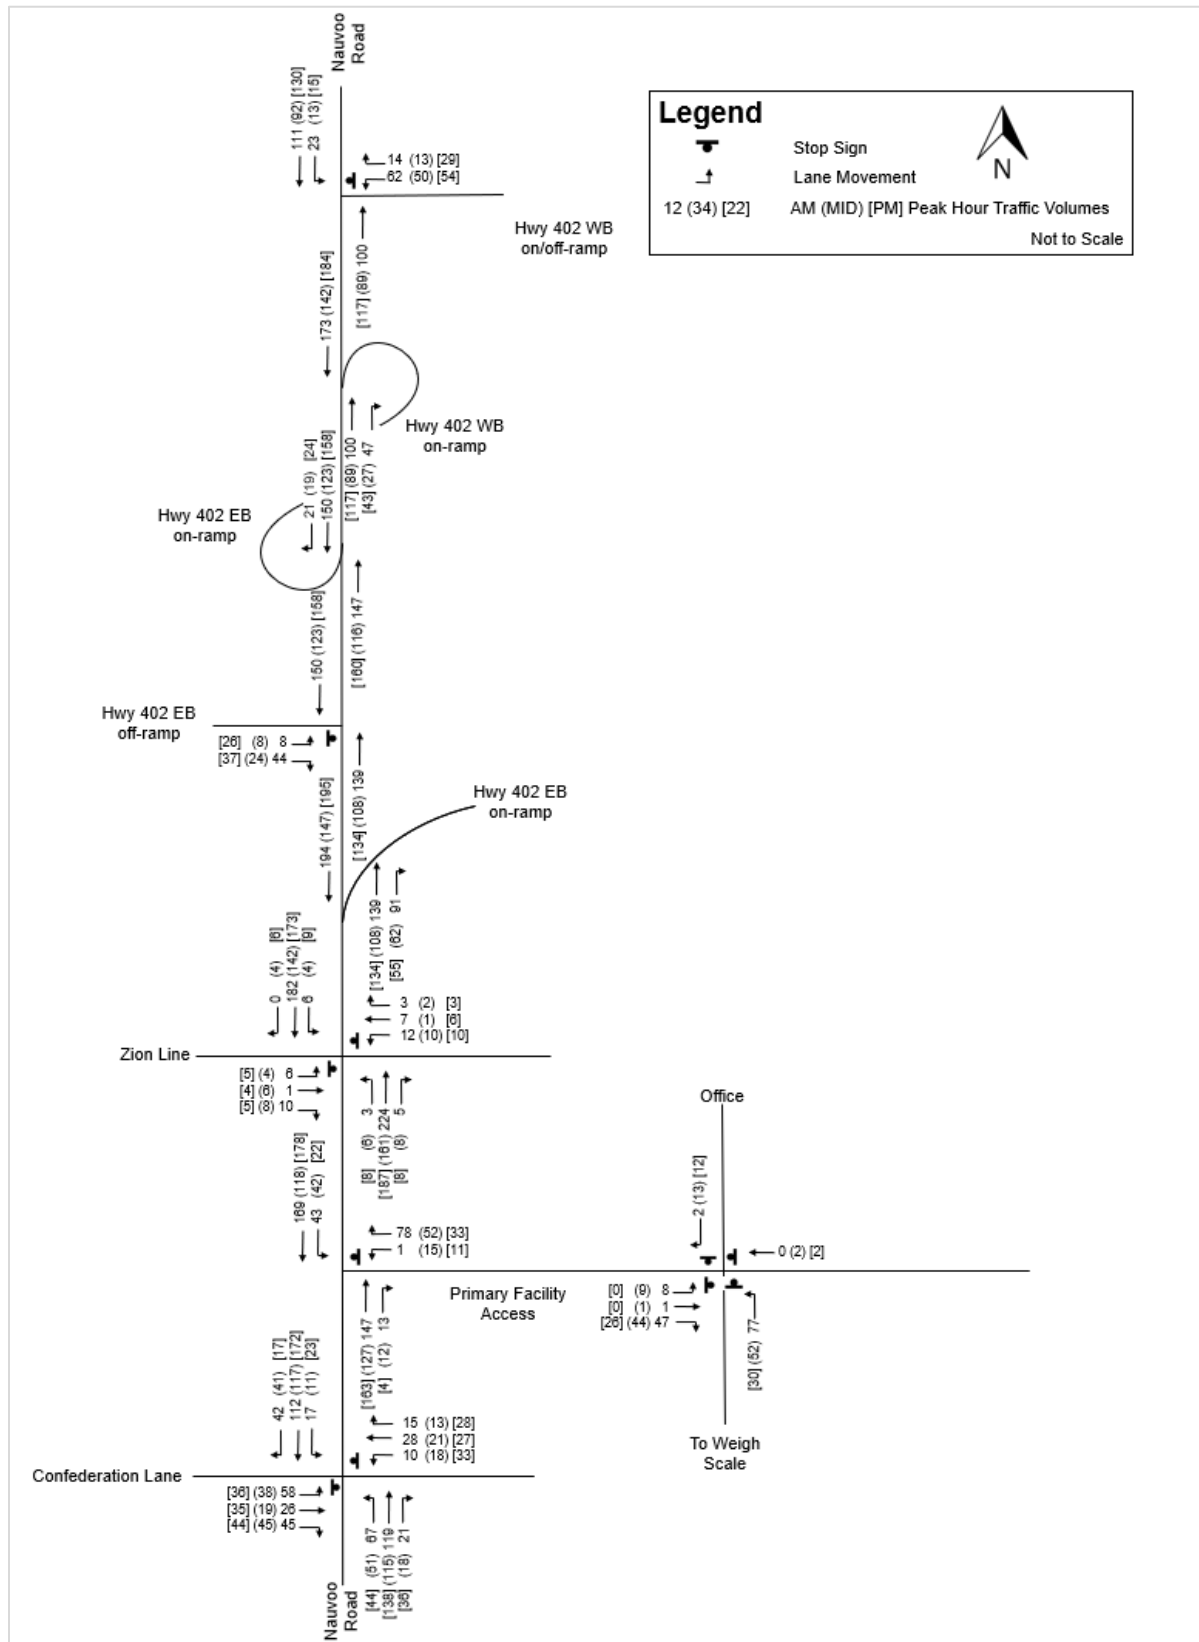 Nauvoo
Road
111 (92) [130]
23 (13) [15]
14 (13) [29]
62 (50) [54]
Legend
Stop Sign
Lane Movement
12 (34) [22] AM (MID) [PM] Peak Hour Traffic Volumes
Not to Scale
N
Hwy 402 WB
on/off-ramp
173 (142) [184]
[117] (89) 100
Hwy 402 WB
on-ramp
21 (19) [24]
150 (123) [158]
[117] (89) 100
[43] (27) 47
Hwy 402 EB
on-ramp
150 (123) [158]
[160] (116) 147
Hwy 402 EB
off-ramp
[26] (8) 8
[37] (24) 44
[134] (108) 139
194 (147) [195]
Hwy 402 EB
on-ramp
[134] (108) 139
[55] (62) 91
0 (4) [6]
182 (142) [173]
6 (4) [9]
3 (2) [3]
7 (1) [6]
12 (10) [10]
Zion Line
[5] (4) 6
[4] (6) 1
[5] (8) 10
[8] (6) 3
[187] (161) 224
[8] (8) 5
Office
169 (118) [178]
43 (42) [22]
2 (13) [12]
78 (52) [33]
1 (15) [11]
0 (2) [2]
Primary Facility
Access
[0] (9) 8
[0] (1) 1
[26] (44) 47
[30] (52) 77
[163] (127) 147
[4] (12) 13
42 (41) [17]
112 (117) [172]
17 (11) [23]
15 (13) [28]
28 (21) [27]
10 (18) [33]
To Weigh
Scale
Confederation Lane
[36] (38) 58
[35] (19) 26
[44] (45) 45
[44] (51) 67
[138] (115) 119
[36] (18) 21
Nauvoo
Road